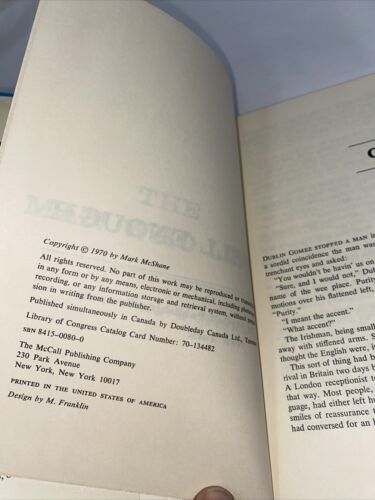 THE
Copyright © 1970 by Mark McShane
All rights reserved. No part of this work may be reproduced or
in any form or by any means, electronic or mechanical, including
recording, or any information storage and retrieval system, without
sion in writing from the publisher.
Published simultaneously in Canada by Doubleday Canada Ltd.,
Library of Congress Catalog Card Number: 70-134482
SBN 8415-0080-0
The McCall Publishing Company
230 Park Avenue
New York, New York 10017
PRINTED IN THE UNITED STATES OF AMERICA
Design by M. Franklin
DUBLIN GOMEZ STOPPED A MAN
a sordid coincidence the man was
trenchant eyes and asked:
"You wouldn't be havin' us on
"Sure, and I would not," Dub
name of the wee place. Purity
motions over his flattened left,
"Purity."
"I meant the accent."
"What accent?"
The Irishman, being small
away with stiffened arms. S
thought the English were,
This sort of thing had b
rival in Britain two days b
A London receptionist to
that way. Most people,
guage, had either left hu
smiles of reassurance t
had conversed for an h